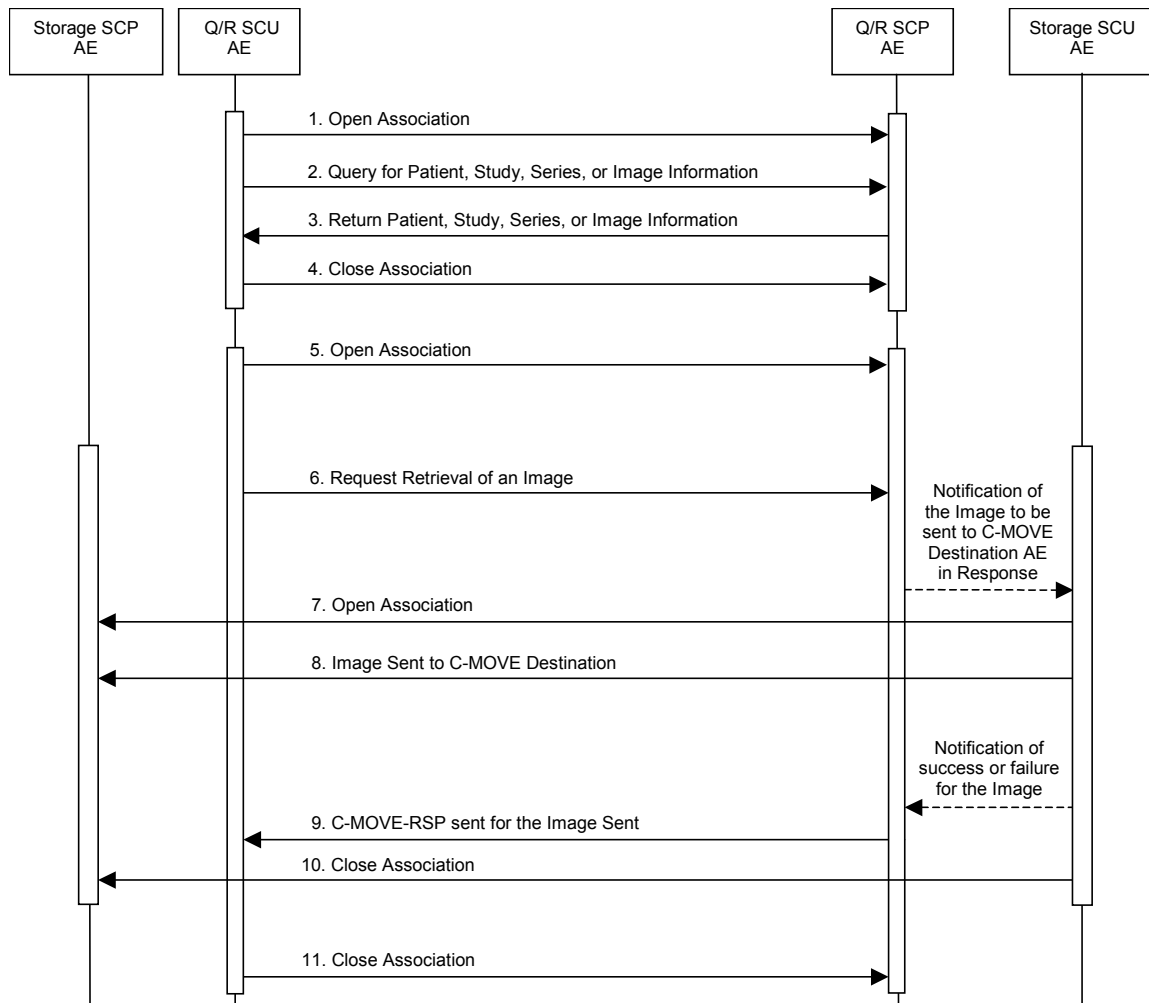 Storage SCP
AE
Q/R SCU
AE
Q/R SCP
AE
Storage SCU
AE
1. Open Association
2. Query for Patient, Study, Series, or Image Information
3. Return Patient, Study, Series, or Image Information
4. Close Association
5. Open Association
6. Request Retrieval of an Image
Notification of
the Image to be
sent to C-MOVE
Destination AE
in Response
7. Open Association
8. Image Sent to C-MOVE Destination
Notification of
success or failure
for the Image
9. C-MOVE-RSP sent for the Image Sent
10. Close Association
11. Close Association